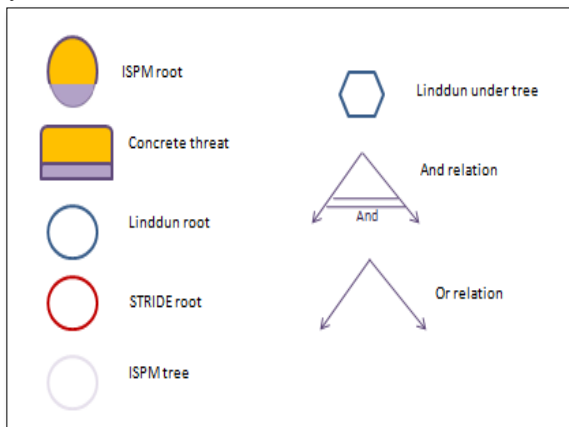 ISPM root
Concrete threat
Linddun root
STRIDE root
ISPM tree
Linddun under tree
And relation
And
Or relation